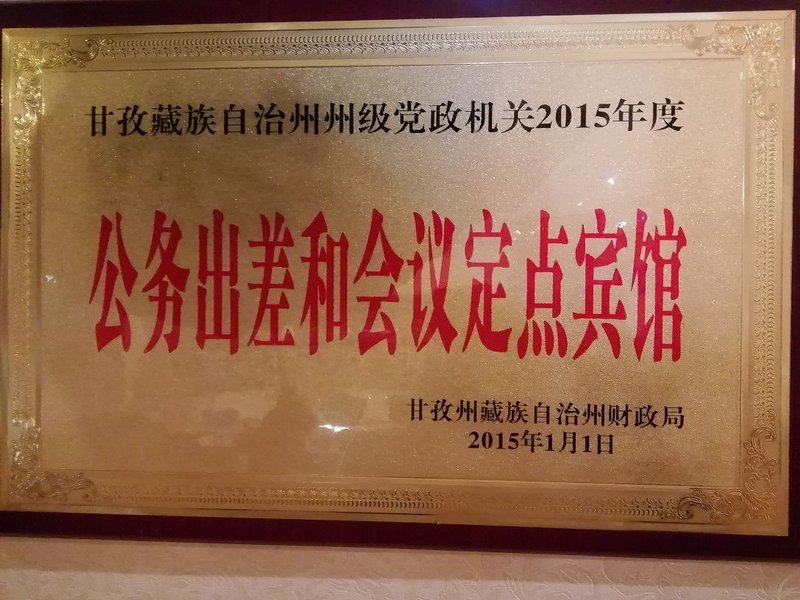 甘孜藏族自治州州级党政机关2015年度
公务出差和会议定点宾馆
甘孜州藏族自治州财政局
2015年1月1日